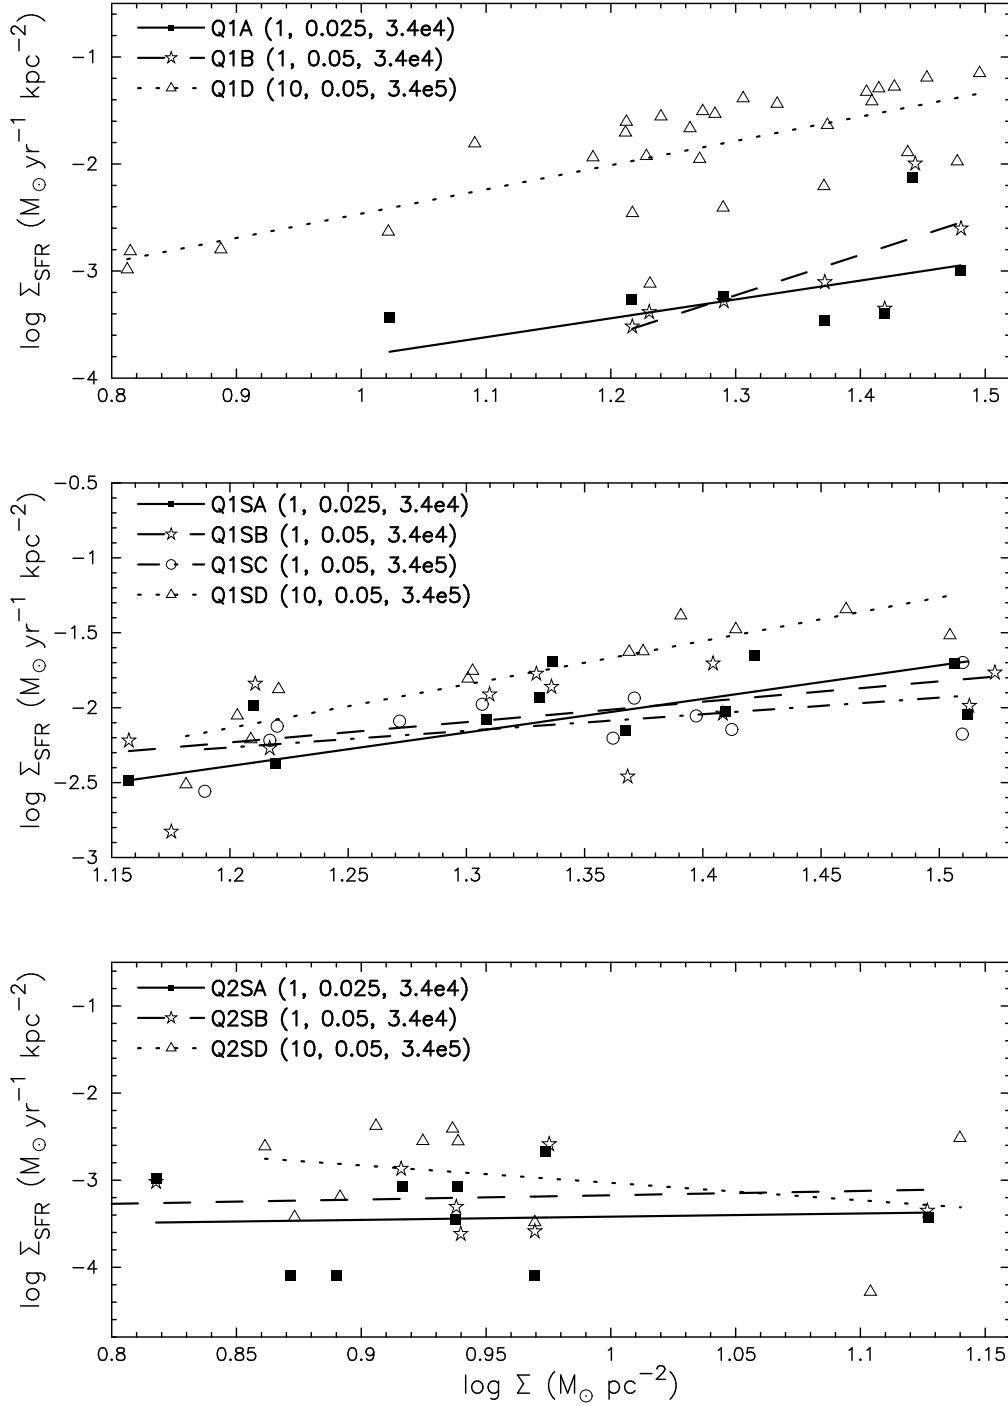 Q1A (1, 0.025, 3.4e4)
Q1B (1, 0.05, 3.4e4)
Q1D (10, 0.05, 3.4e5)
log Σ_SFR (M_⊙ yr⁻¹ kpc⁻²)
−1
−2
−3
−4
0.8 0.9 1 1.1 1.2 1.3 1.4 1.5
Q1SA (1, 0.025, 3.4e4)
Q1SB (1, 0.05, 3.4e4)
Q1SC (1, 0.05, 3.4e5)
Q1SD (10, 0.05, 3.4e5)
log Σ_SFR (M_⊙ yr⁻¹ kpc⁻²)
−0.5
−1
−1.5
−2
−2.5
−3
1.15 1.2 1.25 1.3 1.35 1.4 1.45 1.5
Q2SA (1, 0.025, 3.4e4)
Q2SB (1, 0.05, 3.4e4)
Q2SD (10, 0.05, 3.4e5)
log Σ_SFR (M_⊙ yr⁻¹ kpc⁻²)
−1
−2
−3
−4
0.8 0.85 0.9 0.95 1 1.05 1.1 1.15
log Σ (M_⊙ pc⁻²)